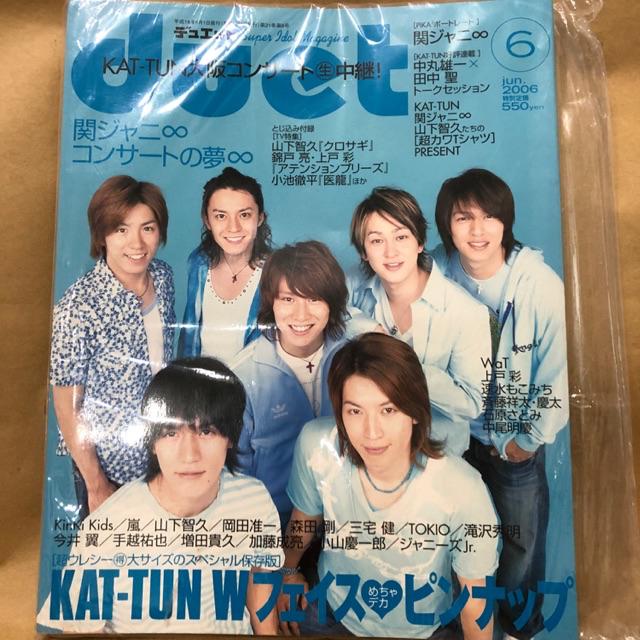 デュエット
Super Idol Magazine
duet
KAT-TUN大阪コンサート生中継!
関ジャニ∞
コンサートの夢∞
とじ込み付録
[TV特集]
山下智久『クロサギ』
錦戸 亮・上戸 彩
『アテンションプリーズ』
小池徹平『医龍』ほか
[PIKA☆ポートレート]
関ジャニ∞
中丸雄一×
田中 聖
トークセッション
KAT-TUN
関ジャニ∞
山下智久たちの
[超カワTシャツ]
PRESENT
6
jun.
2006
特別定価
550yen
WaT
上戸 彩
速水もこみち
斉藤祥太・慶太
石原さとみ
中尾明慶
KinKi Kids/嵐/山下智久/岡田准一/森田 剛/三宅 健/TOKIO/滝沢秀明
今井 翼/手越祐也/増田貴久/加藤成亮/小山慶一郎/ジャニーズJr.
[超ウレシー得大サイズのスペシャル保存版]
KAT-TUN Wフェイス めちゃデカ♥ピンナップ